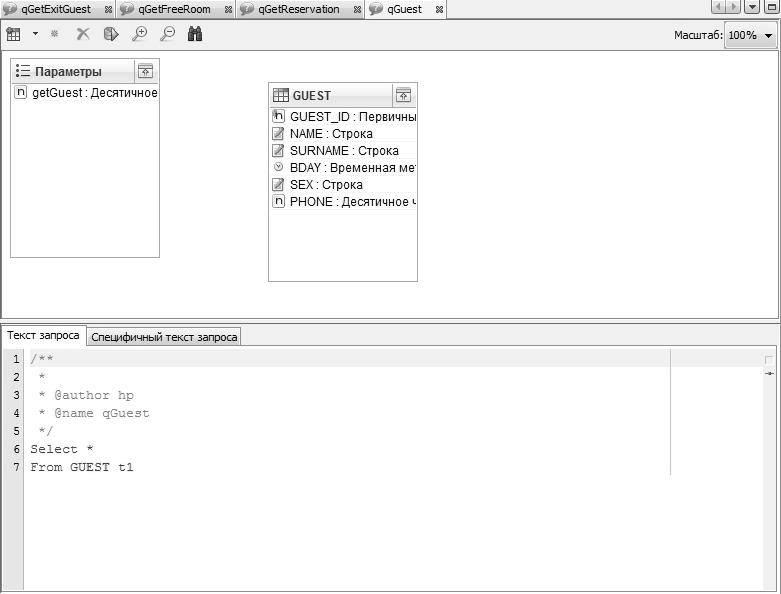 qGetExitGuest qGetFreeRoom qGetReservation qGuest
Масштаб: 100%
Параметры
getGuest : Десятичное
GUEST
GUEST_ID : Первичны
NAME : Строка
SURNAME : Строка
BDAY : Временная мет
SEX : Строка
PHONE : Десятичное ч
Текст запроса Специфичный текст запроса
1 /**
2 *
3 * @author hp
4 * @name qGuest
5 */
6 Select *
7 From GUEST t1